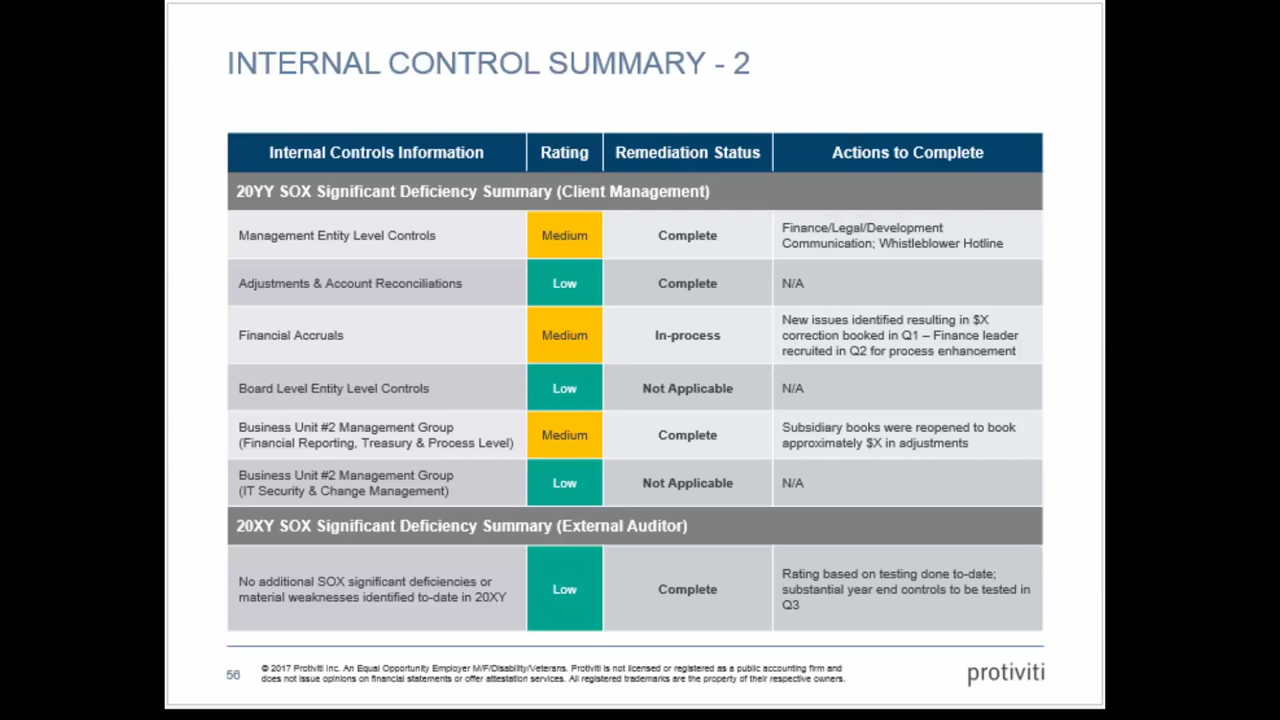 INTERNAL CONTROL SUMMARY - 2
Internal Controls Information Rating Remediation Status Actions to Complete
20YY SOX Significant Deficiency Summary (Client Management)
Management Entity Level Controls Medium Complete Finance/Legal/Development
Communication; Whistleblower Hotline
Adjustments & Account Reconciliations Low Complete N/A
Financial Accruals Medium In-process New issues identified resulting in $X
correction booked in Q1 – Finance leader
recruited in Q2 for process enhancement
Board Level Entity Level Controls Low Not Applicable N/A
Business Unit #2 Management Group
(Financial Reporting, Treasury & Process Level) Medium Complete Subsidiary books were reopened to book
approximately $X in adjustments
Business Unit #2 Management Group
(IT Security & Change Management) Low Not Applicable N/A
20XY SOX Significant Deficiency Summary (External Auditor)
No additional SOX significant deficiencies or
material weaknesses identified to-date in 20XY Low Complete Rating based on testing done to-date;
substantial year end controls to be tested in
Q3
56 © 2017 Protiviti Inc. An Equal Opportunity Employer M/F/Disability/Veterans. Protiviti is not licensed or registered as a public accounting firm and
does not issue opinions on financial statements or offer attestation services. All registered trademarks are the property of their respective owners.
protiviti